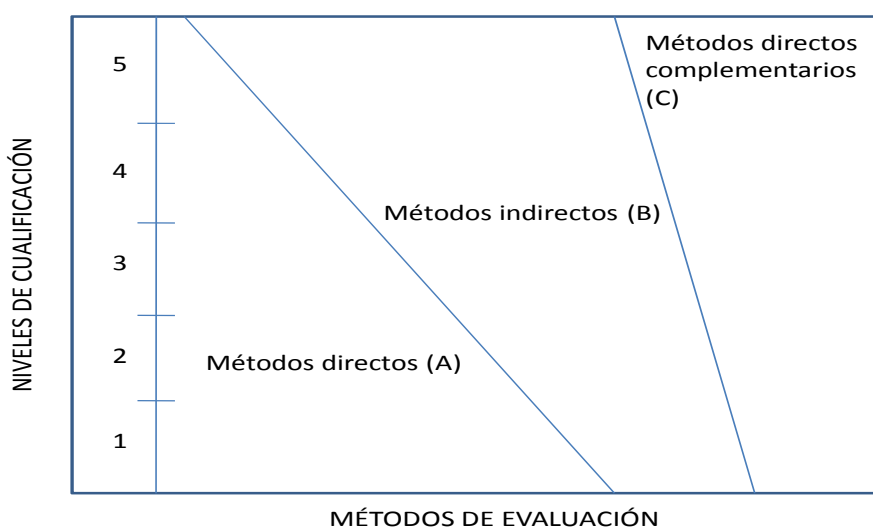 Métodos directos
complementarios
(C)
5
4
Métodos indirectos (B)
3
2
Métodos directos (A)
1
NIVELES DE CUALIFICACIÓN
MÉTODOS DE EVALUACIÓN